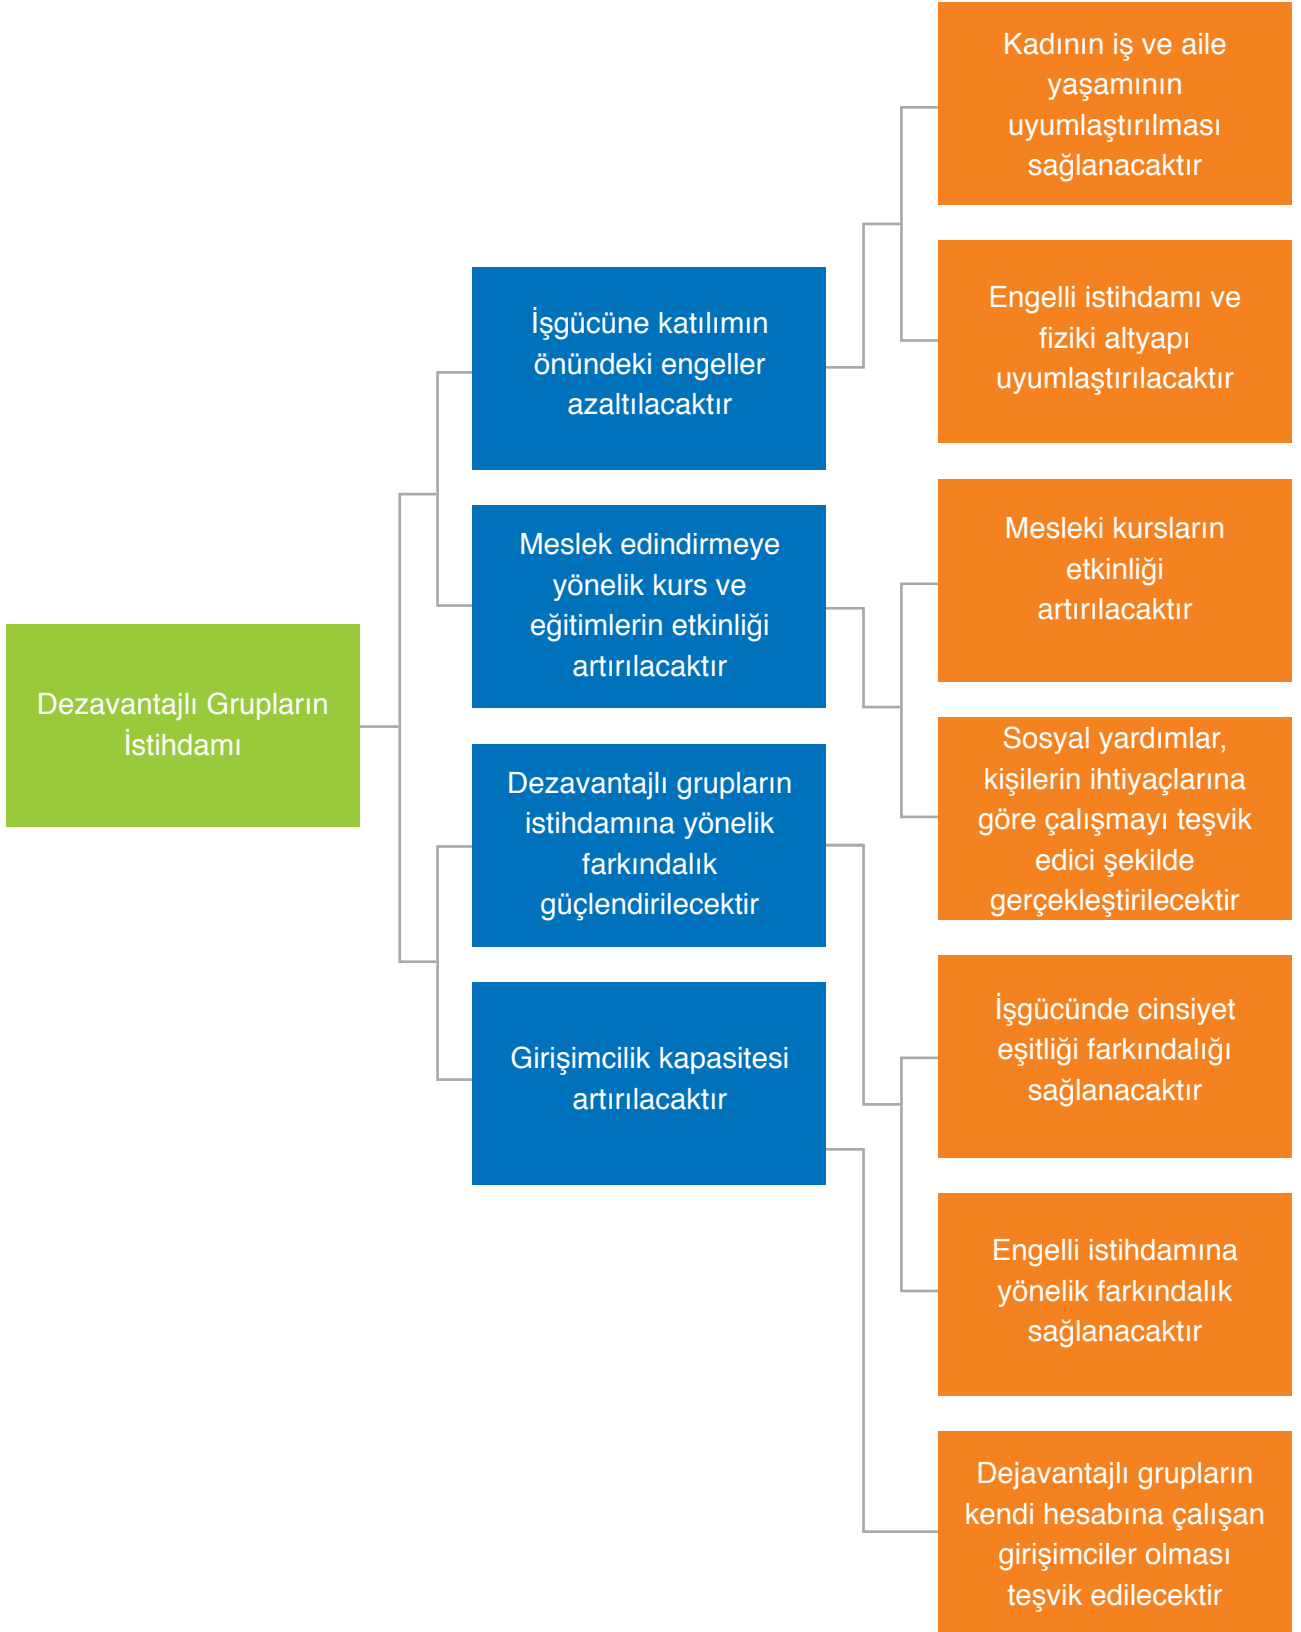 Dezavantajlı Grupların
İstihdamı
İşgücüne katılımın
önündeki engeller
azaltılacaktır
Meslek edindirmeye
yönelik kurs ve
eğitimlerin etkinliği
artırılacaktır
Dezavantajlı grupların
istihdamına yönelik
farkındalık
güçlendirilecektir
Girişimcilik kapasitesi
artırılacaktır
Kadının iş ve aile
yaşamının
uyumlaştırılması
sağlanacaktır
Engelli istihdamı ve
fiziki altyapı
uyumlaştırılacaktır
Mesleki kursların
etkinliği
artırılacaktır
Sosyal yardımlar,
kişilerin ihtiyaçlarına
göre çalışmayı teşvik
edici şekilde
gerçekleştirilecektir
İşgücünde cinsiyet
eşitliği farkındalığı
sağlanacaktır
Engelli istihdamına
yönelik farkındalık
sağlanacaktır
Dejavantajlı grupların
kendi hesabına çalışan
girişimciler olması
teşvik edilecektir